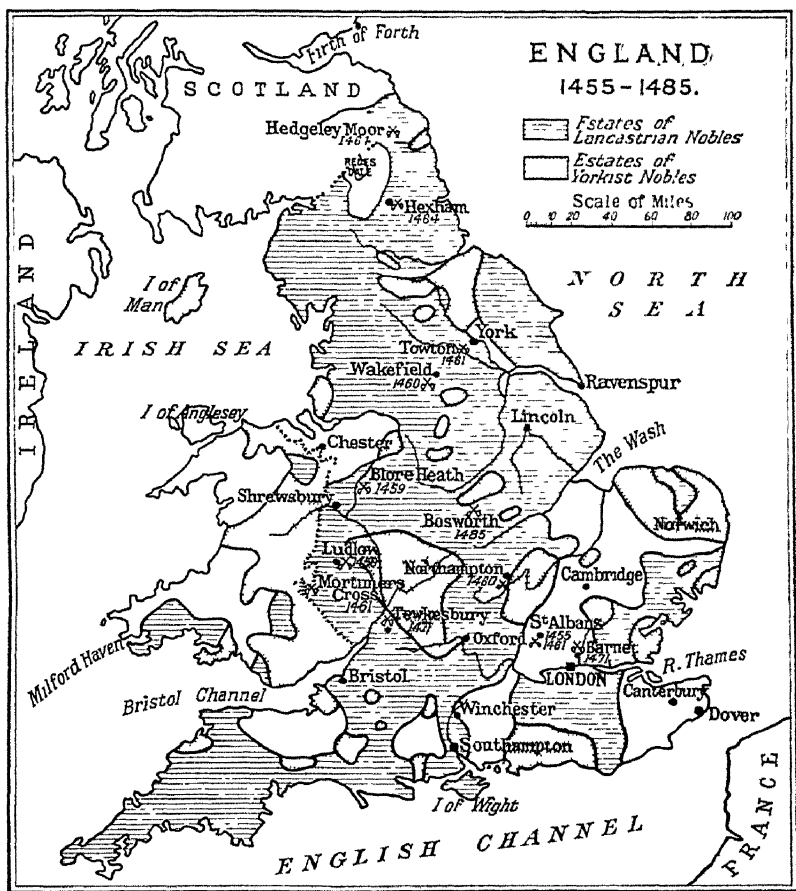 ENGLAND
1455-1485.
Estates of
Lancastrian Nobles
Estates of
Yorkist Nobles
Scale of Miles
0 10 20 40 60 80 100
Firth of Forth
SCOTLAND
Hedgeley Moor
1464
REDES
DALE
Hexham
1464
NORTH
SEA
I of
Man
IRELAND
IRISH SEA
York
Towton
1461
Wakefield
1460
Ravenspur
I of Anglesey
Lincoln
Chester
The Wash
Blore Heath
1459
Shrewsbury
Bosworth
1485
Norwich
Ludlow
1459
Northampton
1460
Cambridge
Mortimers
Cross
1461
Tewkesbury
1471
St Albans
1455
1461
Oxford
Barnet
1471
Milford Haven
LONDON
R. Thames
Bristol
Bristol Channel
Canterbury
Winchester
Dover
Southampton
I of Wight
ENGLISH CHANNEL
FRANCE